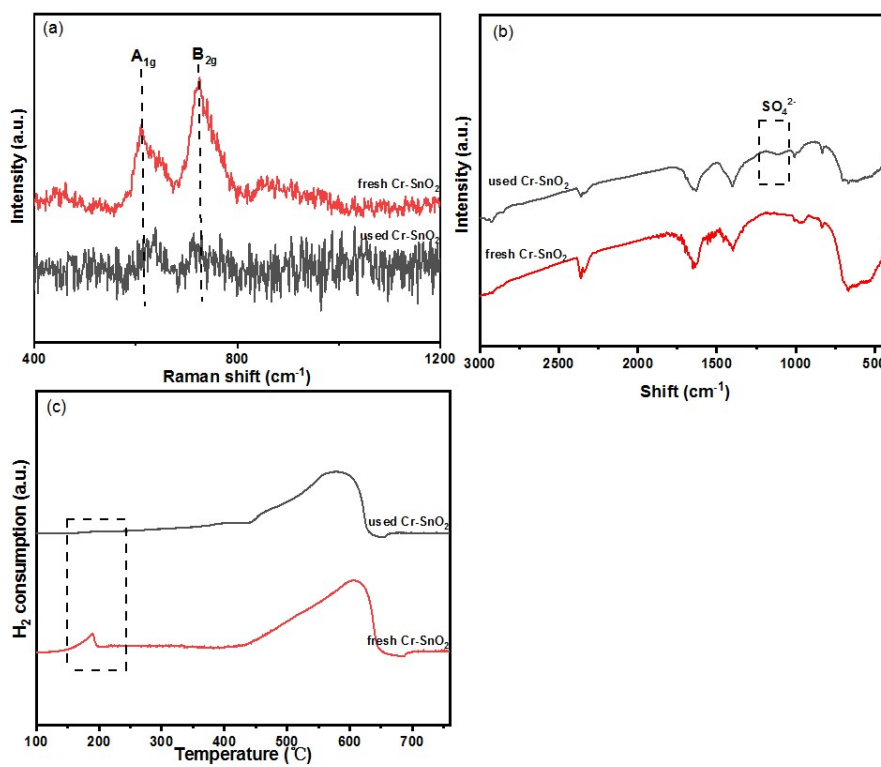 (a)
A1g
B2g
fresh Cr-SnO2
used Cr-SnO2
Intensity (a.u.)
400
800
1200
Raman shift (cm-1)
(b)
SO4 2-
used Cr-SnO2
fresh Cr-SnO2
Intensity (a.u.)
3000
2500
2000
1500
1000
500
Shift (cm-1)
(c)
used Cr-SnO2
fresh Cr-SnO2
H2 consumption (a.u.)
100
200
300
400
500
600
700
Temperature (℃)